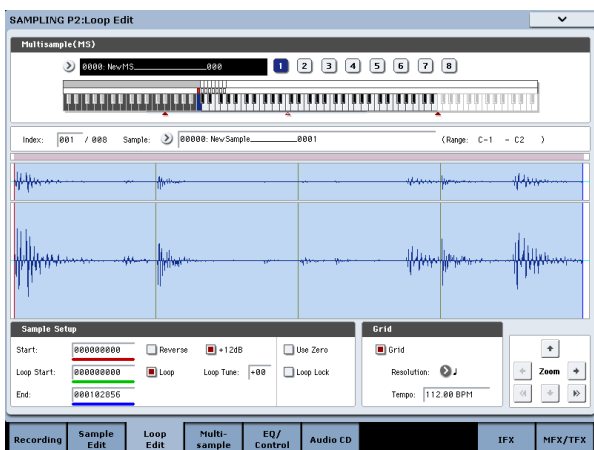 SAMPLING P2:Loop Edit
Multisample(MS)
0000: NewMS____________000 1 2 3 4 5 6 7 8
Index: 001 / 008 Sample: 00000: NewSample________0001 (Range: C-1 - C2 )
Sample Setup
Start: 000000000 Reverse +12dB Use Zero
Loop Start: 000000000 Loop Loop Tune: +00 Loop Lock
End: 000102856
Grid
Grid
Resolution: ♩
Tempo: 112.00 BPM
Zoom
Recording Sample Edit Loop Edit Multi-sample EQ/Control Audio CD IFX MFX/TFX